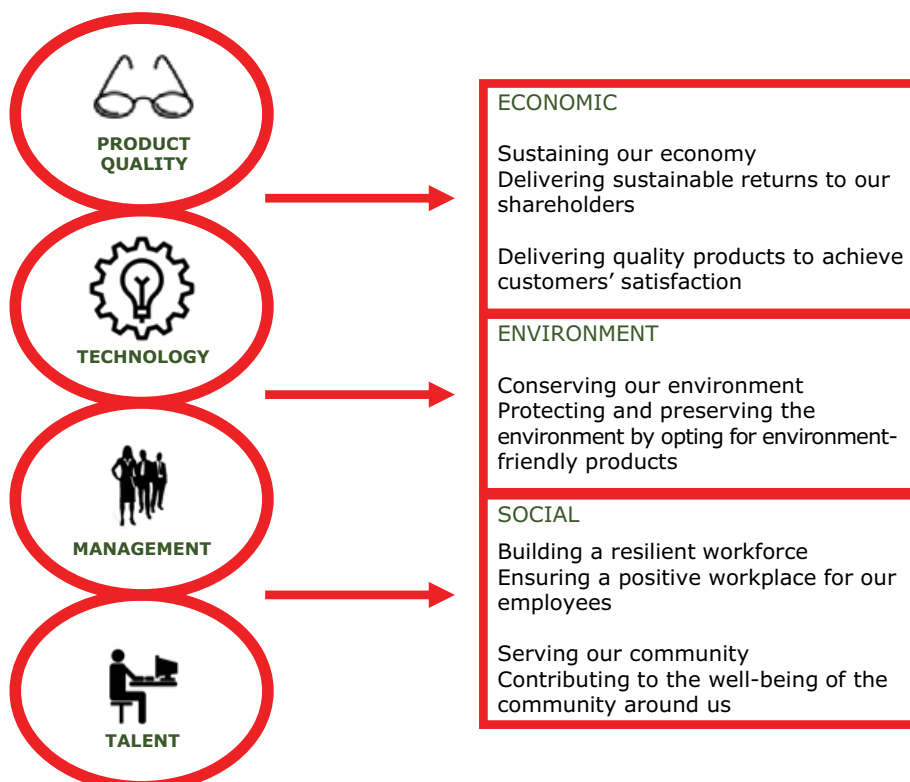 PRODUCT
QUALITY
TECHNOLOGY
MANAGEMENT
TALENT
ECONOMIC
Sustaining our economy
Delivering sustainable returns to our
shareholders
Delivering quality products to achieve
customers’ satisfaction
ENVIRONMENT
Conserving our environment
Protecting and preserving the
environment by opting for environment-
friendly products
SOCIAL
Building a resilient workforce
Ensuring a positive workplace for our
employees
Serving our community
Contributing to the well-being of the
community around us